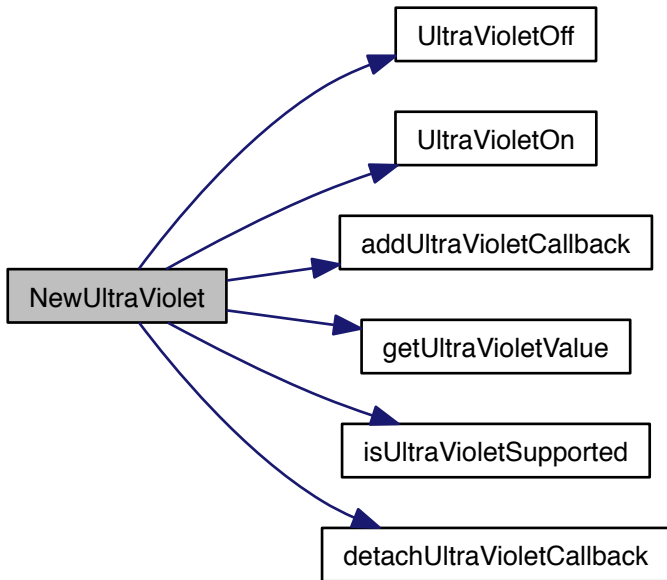 UltraVioletOff
UltraVioletOn
addUltraVioletCallback
NewUltraViolet
getUltraVioletValue
isUltraVioletSupported
detachUltraVioletCallback